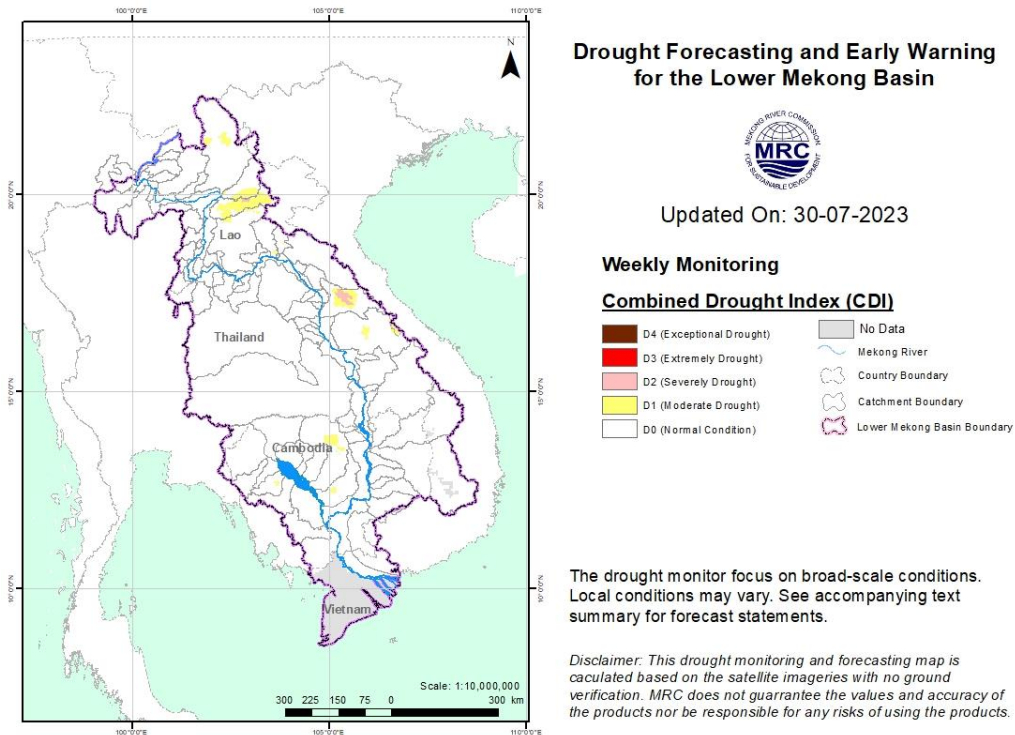 100°0'0"E
105°0'0"E
110°0'0"E
N
20°0'0"N
20°0'0"N
15°0'0"N
15°0'0"N
10°0'0"N
10°0'0"N
Lao
Thailand
Cambodia
Vietnam
Scale: 1:10,000,000
300 225 150 75 0 300 km
100°0'0"E
105°0'0"E
110°0'0"E
Drought Forecasting and Early Warning
for the Lower Mekong Basin
MEKONG RIVER COMMISSION
MRC
FOR SUSTAINABLE DEVELOPMENT
Updated On: 30-07-2023
Weekly Monitoring
Combined Drought Index (CDI)
D4 (Exceptional Drought)
D3 (Extremely Drought)
D2 (Severely Drought)
D1 (Moderate Drought)
D0 (Normal Condition)
No Data
Mekong River
Country Boundary
Catchment Boundary
Lower Mekong Basin Boundary
The drought monitor focus on broad-scale conditions.
Local conditions may vary. See accompanying text
summary for forecast statements.
Disclaimer: This drought monitoring and forecasting map is
caculated based on the satellite imageries with no ground
verification. MRC does not guarrantee the values and accuracy of
the products nor be responsible for any risks of using the products.